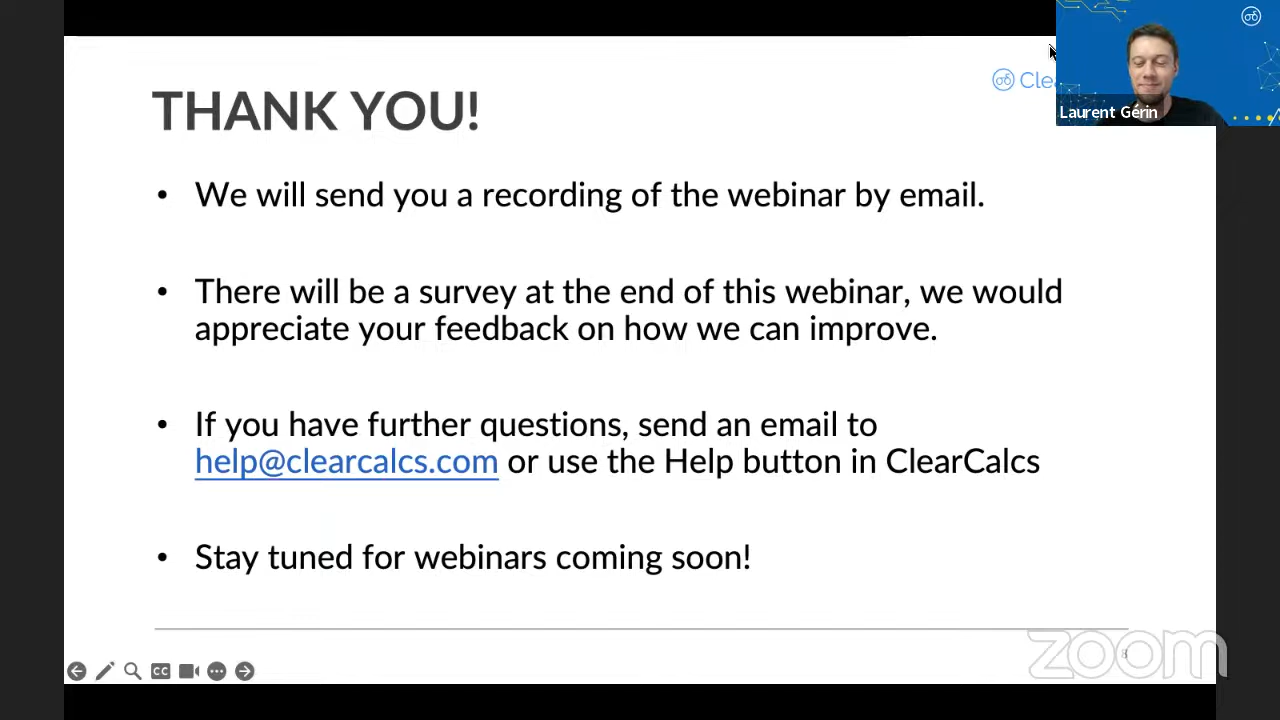 THANK YOU!
Cle
Laurent Gérin
• We will send you a recording of the webinar by email.
• There will be a survey at the end of this webinar, we would
appreciate your feedback on how we can improve.
• If you have further questions, send an email to
help@clearcalcs.com or use the Help button in ClearCalcs
• Stay tuned for webinars coming soon!
CC
8
zoom